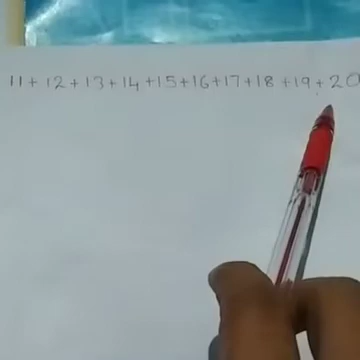 11 + 12 + 13 + 14 + 15 + 16 + 17 + 18 + 19 + 20